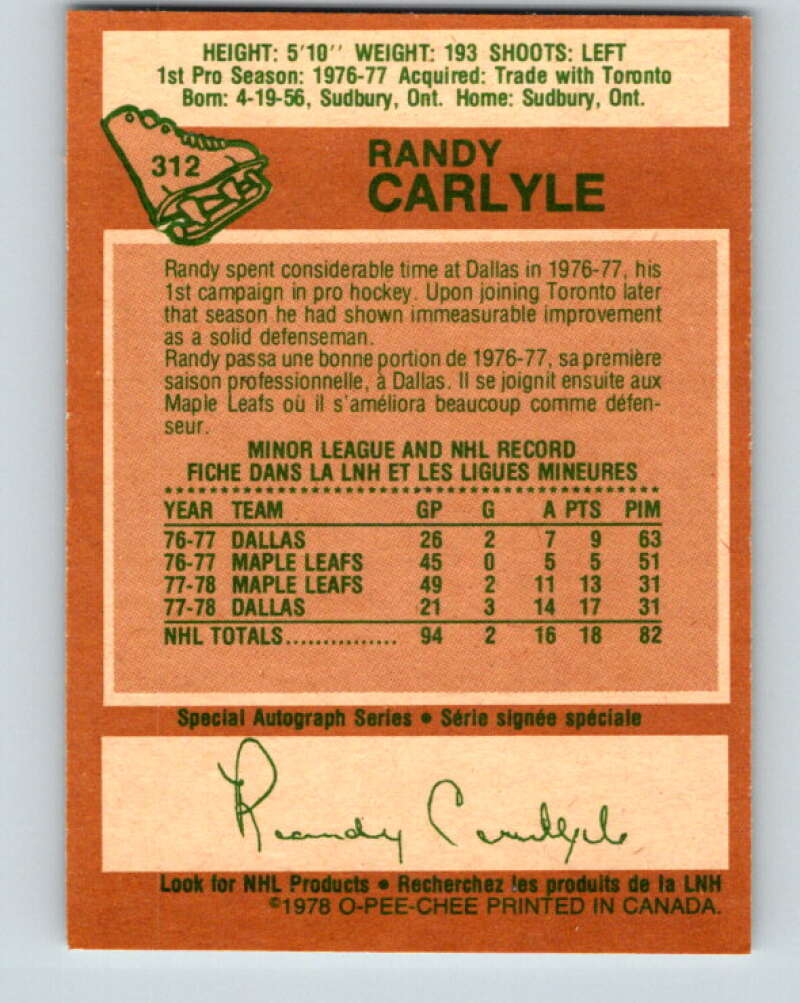 HEIGHT: 5'10'' WEIGHT: 193 SHOOTS: LEFT
1st Pro Season: 1976-77 Acquired: Trade with Toronto
Born: 4-19-56, Sudbury, Ont. Home: Sudbury, Ont.
312
RANDY
CARLYLE
Randy spent considerable time at Dallas in 1976-77, his
1st campaign in pro hockey. Upon joining Toronto later
that season he had shown immeasurable improvement
as a solid defenseman.
Randy passa une bonne portion de 1976-77, sa première
saison professionnelle, à Dallas. Il se joignit ensuite aux
Maple Leafs où il s'améliora beaucoup comme défen-
seur.
MINOR LEAGUE AND NHL RECORD
FICHE DANS LA LNH ET LES LIGUES MINEURES
YEAR TEAM GP G A PTS PIM
76-77 DALLAS 26 2 7 9 63
76-77 MAPLE LEAFS 45 0 5 5 51
77-78 MAPLE LEAFS 49 2 11 13 31
77-78 DALLAS 21 3 14 17 31
NHL TOTALS............... 94 2 16 18 82
Special Autograph Series • Série signée spéciale
Randy Carlyle
Look for NHL Products • Recherchez les produits de la LNH
©1978 O-PEE-CHEE PRINTED IN CANADA.